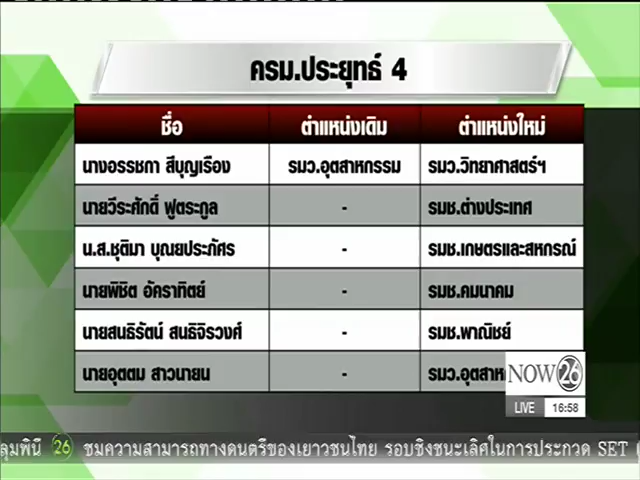 ครม.ประยุทธ์ 4
ชื่อ ตำแหน่งเดิม ตำแหน่งใหม่
นางอรรชกา สีบุญเรือง รมว.อุตสาหกรรม รมว.วิทยาศาสตร์ฯ
นายวีระศักดิ์ ฟูตระกูล - รมช.ต่างประเทศ
น.ส.ชุติมา บุณยประภัศร - รมช.เกษตรและสหกรณ์
นายพิชิต อัคราทิตย์ - รมช.คมนาคม
นายสนธิรัตน์ สนธิจิรวงศ์ - รมช.พาณิชย์
นายอุตตม สาวนายน - รมว.อุตสาห
NOW26
LIVE 16:58
ลุมพินี 26 ชมความสามารถทางดนตรีของเยาวชนไทย รอบชิงชนะเลิศในการประกวด SET